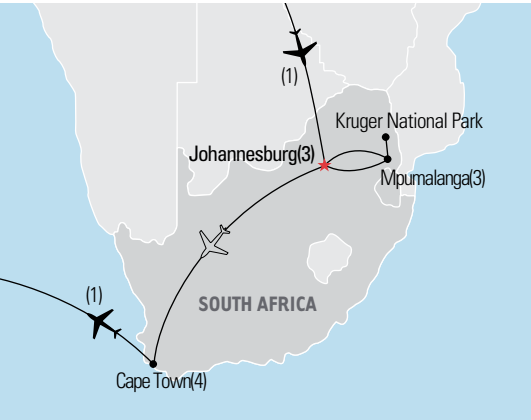 (1)
Kruger National Park
Johannesburg(3)
Mpumalanga(3)
(1)
SOUTH AFRICA
Cape Town(4)